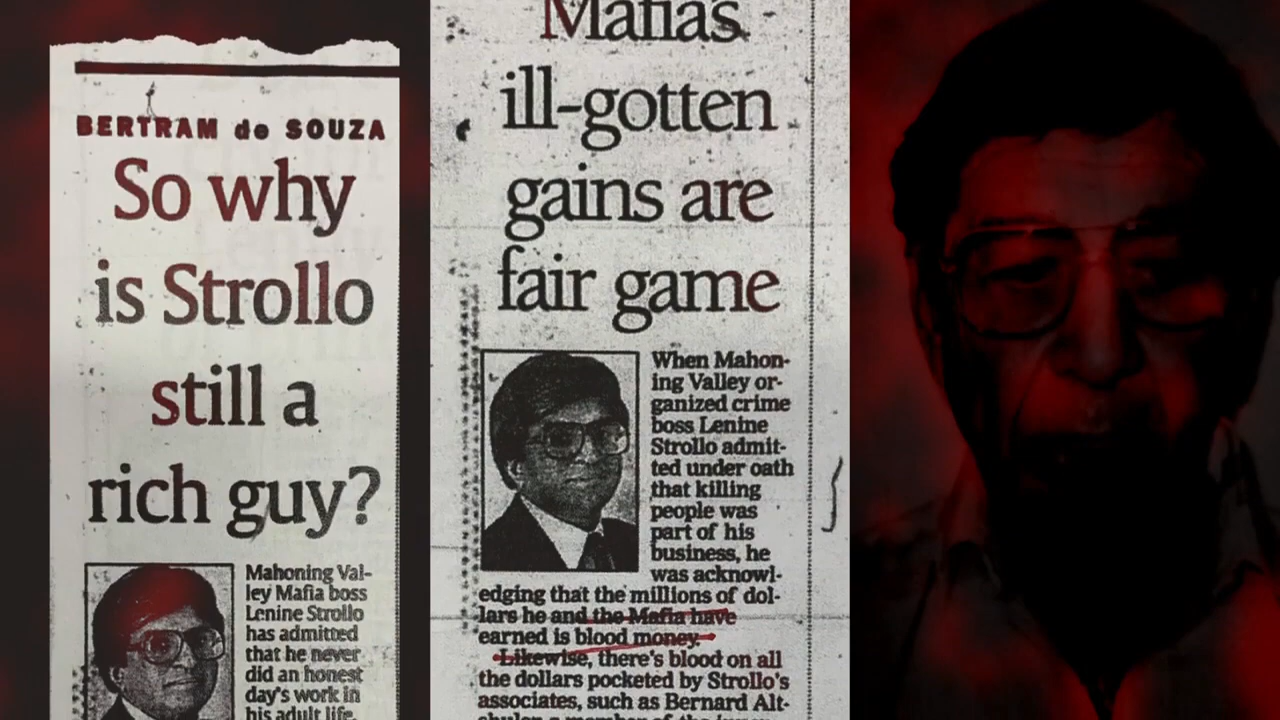 BERTRAM de SOUZA
So why
is Strollo
still a
rich guy?
Mahoning Val-
ley Mafia boss
Lenine Strollo
has admitted
that he never
did an honest
day's work in
his adult life.
Mafias
ill-gotten
gains are
fair game
When Mahon-
ing Valley or-
ganized crime
boss Lenine
Strollo admit-
ted under oath
that killing
people was
part of his
business, he
was acknowl-
edging that the millions of dol-
lars he and the Mafia have
earned is blood money.
Likewise, there's blood on all
the dollars pocketed by Strollo's
associates, such as Bernard Alt-